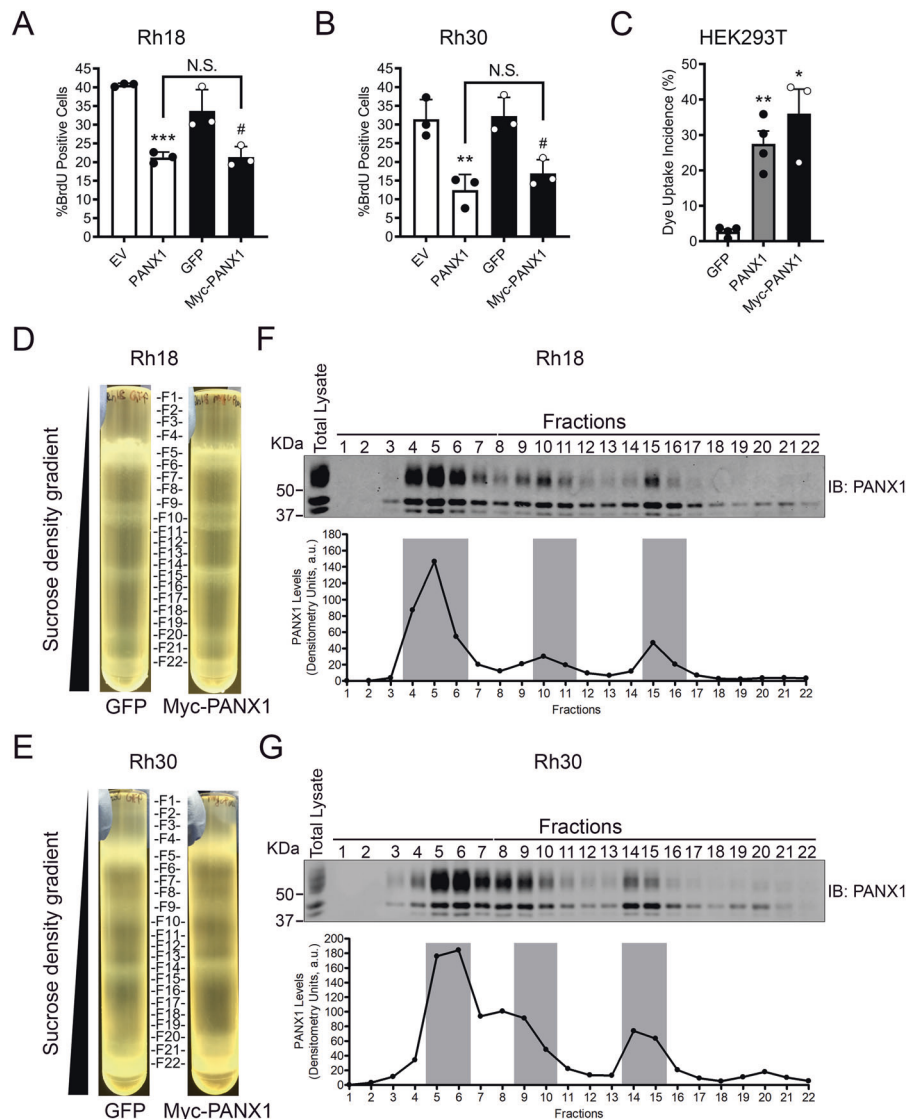 A
Rh18
N.S.
%BrdU Positive Cells
45
40
35
30
25
20
15
10
5
0
***
#
EV
PANX1
GFP
Myc-PANX1
B
Rh30
N.S.
%BrdU Positive Cells
45
40
35
30
25
20
15
10
5
0
**
#
EV
PANX1
GFP
Myc-PANX1
C
HEK293T
Dye Uptake Incidence (%)
50
40
30
20
10
0
**
*
GFP
PANX1
Myc-PANX1
D
Rh18
Sucrose density gradient
-F1-
-F2-
-F3-
-F4-
-F5-
-F6-
-F7-
-F8-
-F9-
-F10-
-F11-
-F12-
-F13-
-F14-
-F15-
-F16-
-F17-
-F18-
-F19-
-F20-
-F21-
-F22-
GFP Myc-PANX1
E
Rh30
Sucrose density gradient
-F1-
-F2-
-F3-
-F4-
-F5-
-F6-
-F7-
-F8-
-F9-
-F10-
-F11-
-F12-
-F13-
-F14-
-F15-
-F16-
-F17-
-F18-
-F19-
-F20-
-F21-
-F22-
GFP Myc-PANX1
F
Rh18
Total Lysate
Fractions
KDa
1 2 3 4 5 6 7 8 9 10 11 12 13 14 15 16 17 18 19 20 21 22
50
37
IB: PANX1
PANX1 Levels
(Densitometry Units, a.u.)
180
160
140
120
100
80
60
40
20
0
1 2 3 4 5 6 7 8 9 10 11 12 13 14 15 16 17 18 19 20 21 22
Fractions
G
Rh30
Total Lysate
Fractions
KDa
1 2 3 4 5 6 7 8 9 10 11 12 13 14 15 16 17 18 19 20 21 22
50
37
IB: PANX1
PANX1 Levels
(Densitometry Units, a.u.)
200
180
160
140
120
100
80
60
40
20
0
1 2 3 4 5 6 7 8 9 10 11 12 13 14 15 16 17 18 19 20 21 22
Fractions